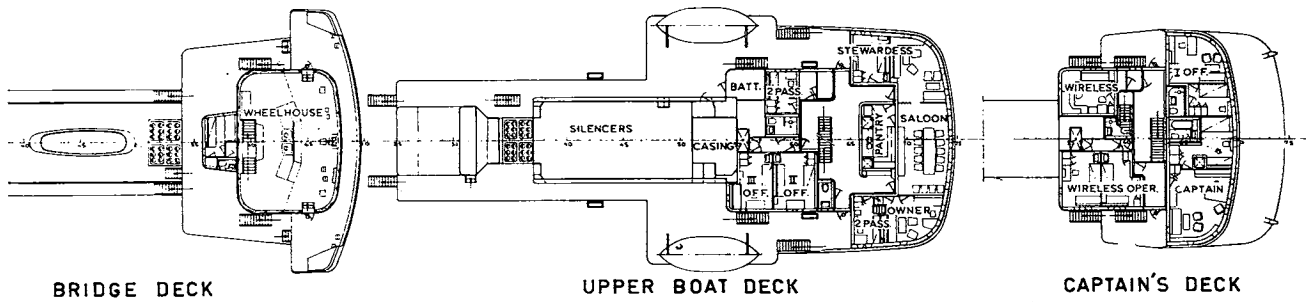 WHEELHOUSE
BRIDGE DECK
STEWARDESS
BATT.
2 PASS.
SILENCERS
CASING
PANTRY
SALOON
III OFF.
II OFF.
OWNER
2 PASS.
UPPER BOAT DECK
WIRELESS
I OFF.
WIRELESS OPER.
CAPTAIN
CAPTAIN'S DECK